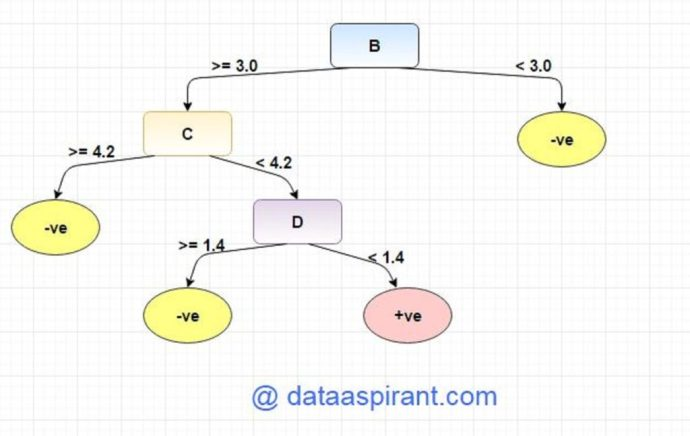 B
>= 3.0
< 3.0
C
-ve
>= 4.2
< 4.2
-ve
D
>= 1.4
< 1.4
-ve
+ve
@ dataaspirant.com